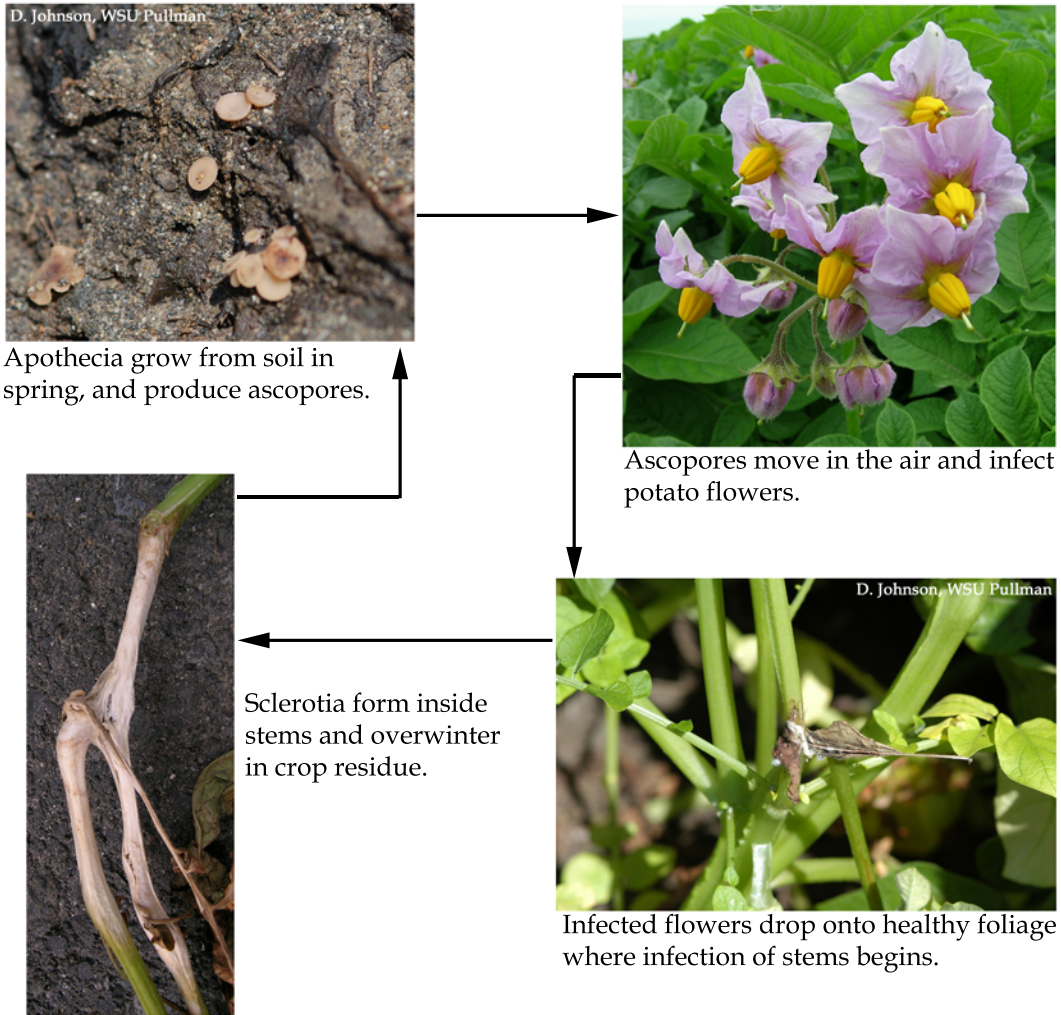 D. Johnson, WSU Pullman
Apothecia grow from soil in
spring, and produce ascopores.
Ascopores move in the air and infect
potato flowers.
D. Johnson, WSU Pullman
Infected flowers drop onto healthy foliage
where infection of stems begins.
Sclerotia form inside
stems and overwinter
in crop residue.